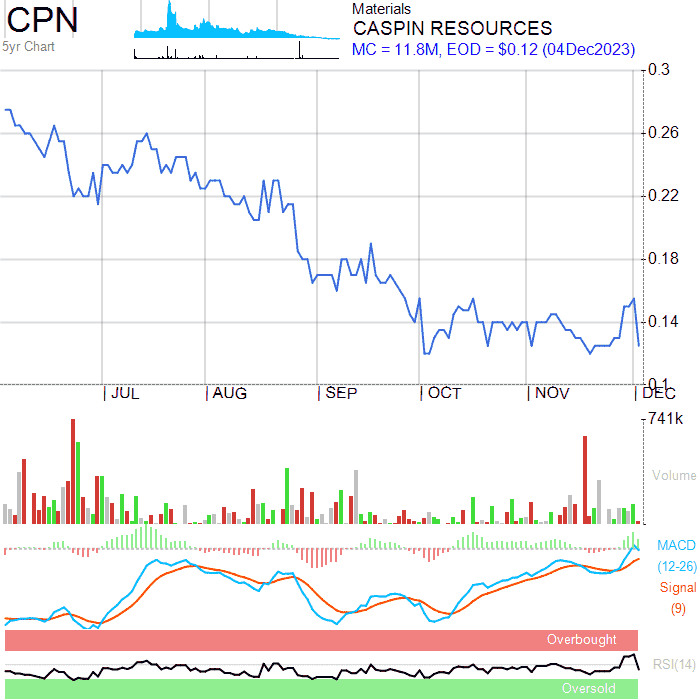 CPN
5yr Chart
Materials
CASPIN RESOURCES
MC = 11.8M, EOD = $0.12 (04Dec2023)
0.3
0.26
0.22
0.18
0.14
0.1
JUL AUG SEP OCT NOV DEC
741k
Volume
MACD
(12-26)
Signal
(9)
Overbought
RSI(14)
Oversold